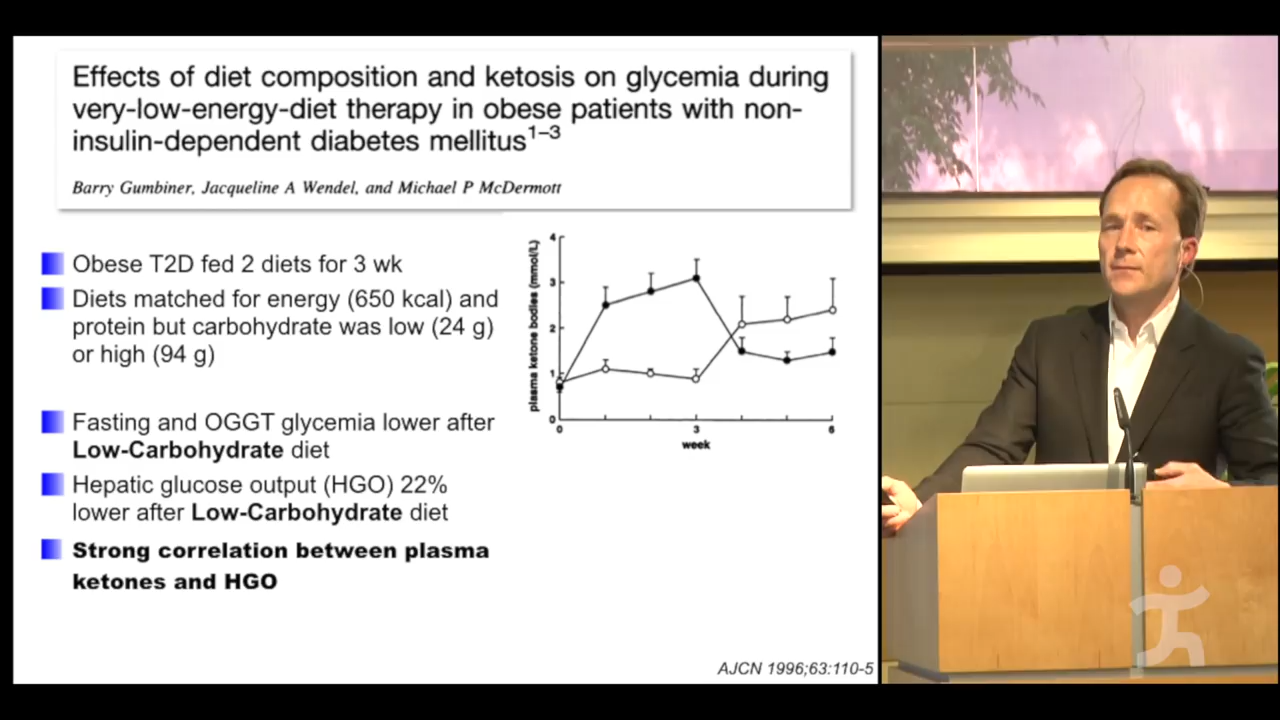 Effects of diet composition and ketosis on glycemia during
very-low-energy-diet therapy in obese patients with non-
insulin-dependent diabetes mellitus1–3
Barry Gumbiner, Jacqueline A Wendel, and Michael P McDermott
Obese T2D fed 2 diets for 3 wk
Diets matched for energy (650 kcal) and
protein but carbohydrate was low (24 g)
or high (94 g)
Fasting and OGGT glycemia lower after
Low-Carbohydrate diet
Hepatic glucose output (HGO) 22%
lower after Low-Carbohydrate diet
Strong correlation between plasma
ketones and HGO
plasma ketone bodies (mmol/L)
4
3
2
1
0
0
3
6
week
AJCN 1996;63:110-5